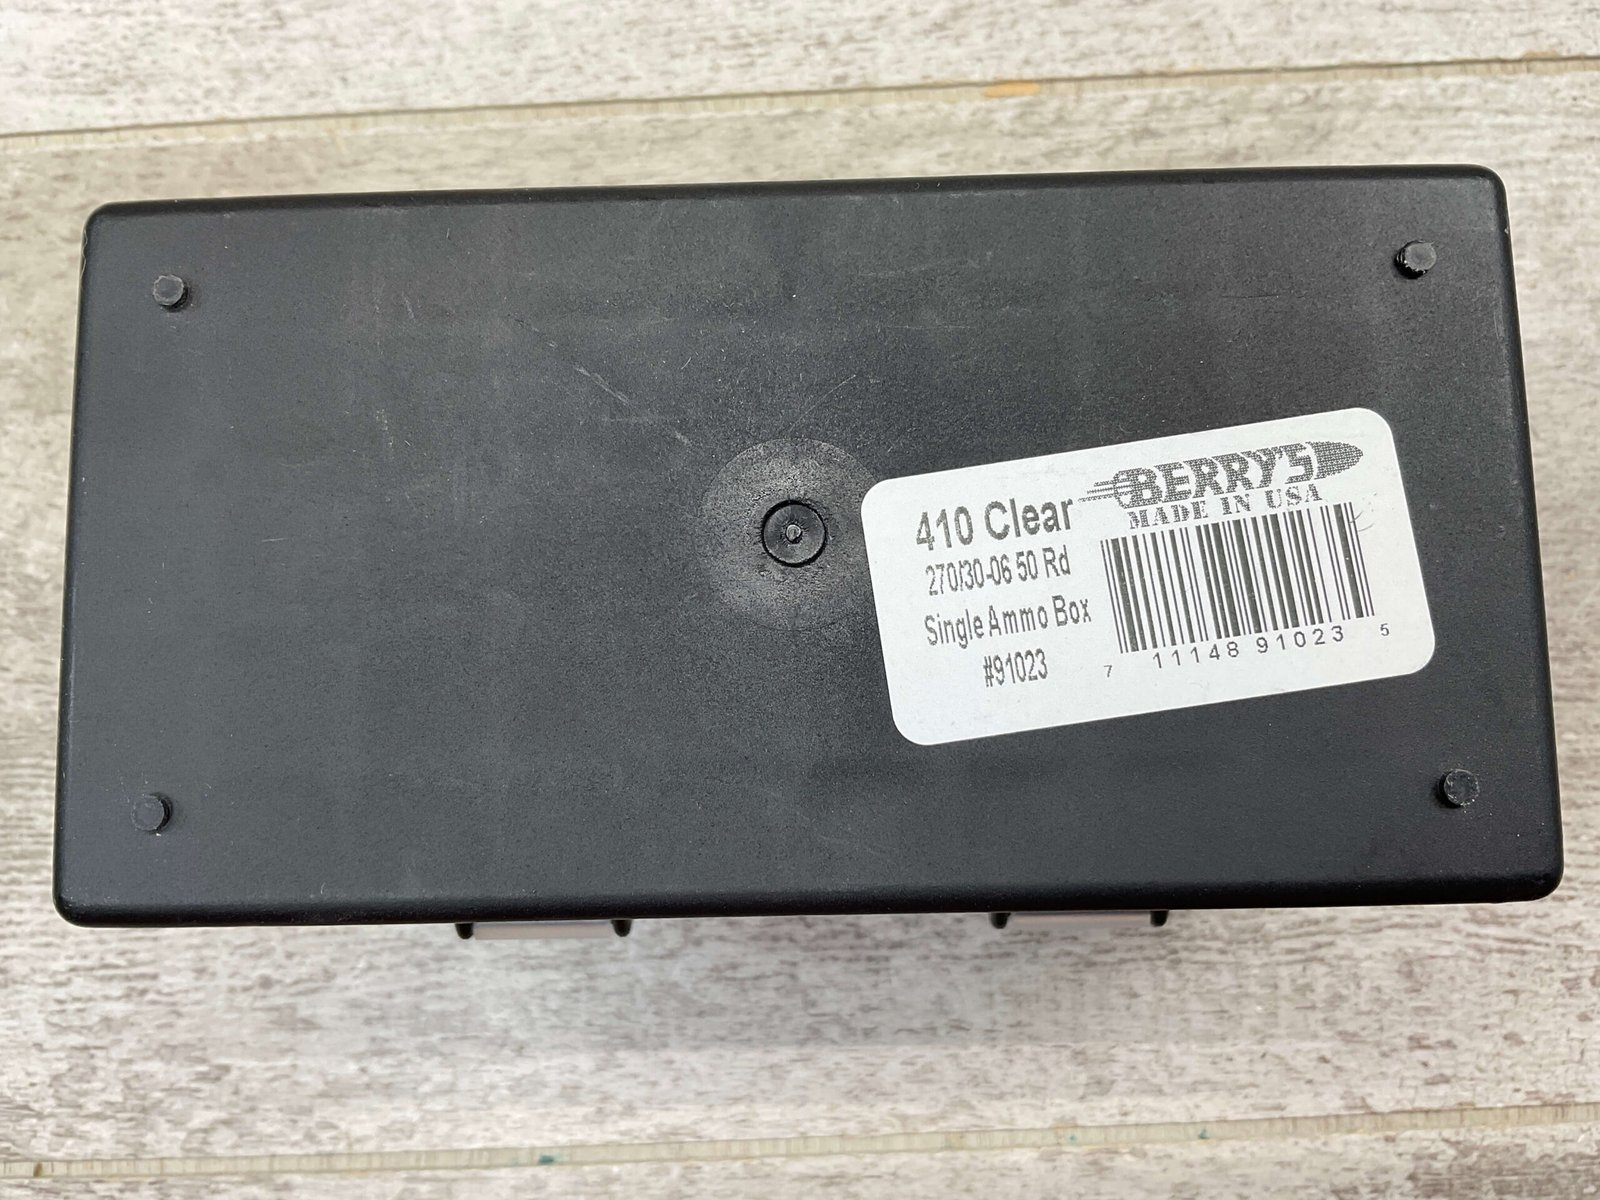 BERRY'S
MADE IN USA
410 Clear
270/30-06 50 Rd
Single Ammo Box
#91023
7 11148 91023 5